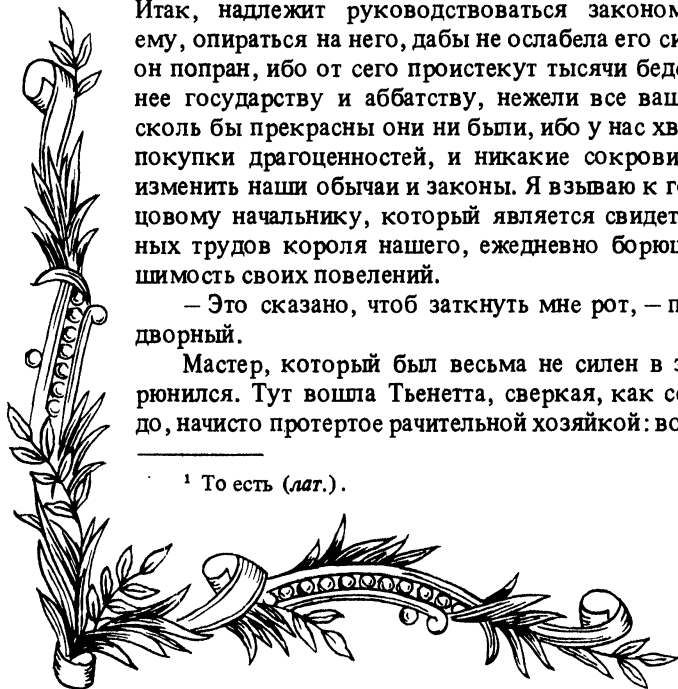 Итак, надлежит руководствоваться законом
ему, опираться на него, дабы не ослабела его си
он попран, ибо от сего проистекут тысячи бед
нее государству и аббатству, нежели все ваш
сколь бы прекрасны они ни были, ибо у нас хв
покупки драгоценностей, и никакие сокрови
изменить наши обычаи и законы. Я взываю к г
цовому начальнику, который является свидет
ных трудов короля нашего, ежедневно борющ
шимость своих повелений.
— Это сказано, чтоб заткнуть мне рот, — п
дворный.
Мастер, который был весьма не силен в з
рюнился. Тут вошла Тьенетта, сверкая, как се
до, начисто протертое рачительной хозяйкой: во
¹ То есть (лат.).